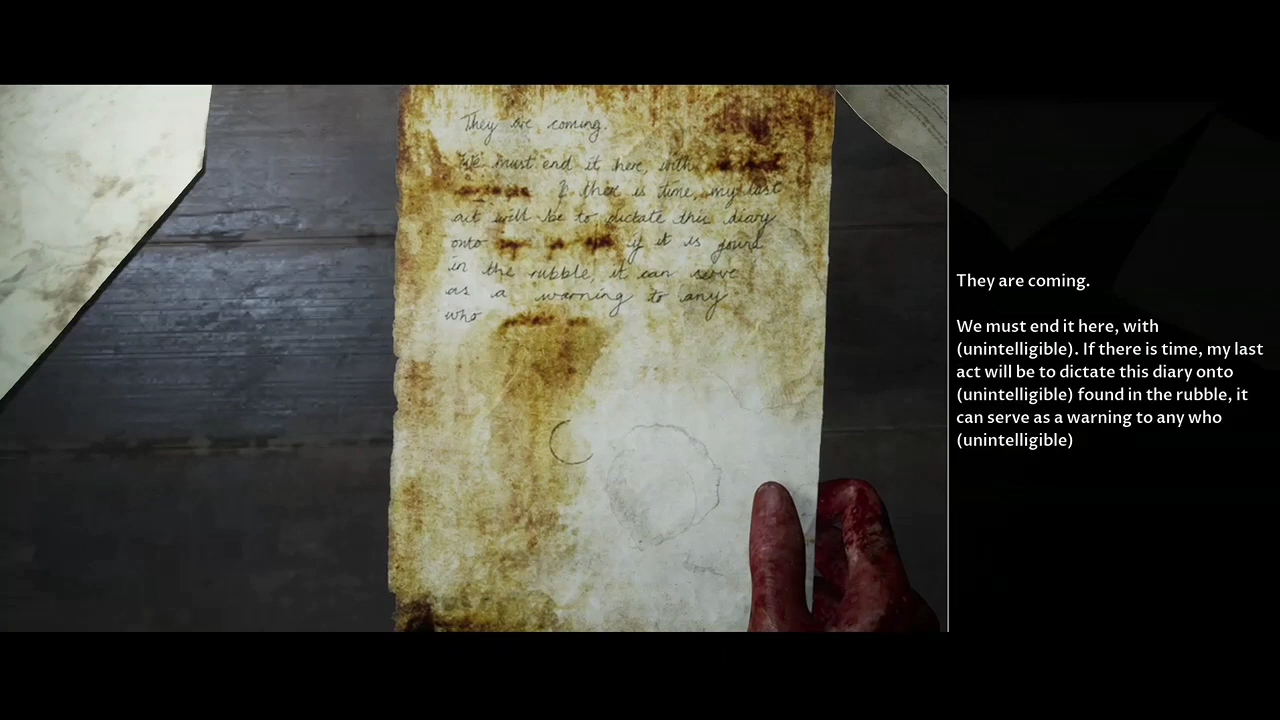 They are coming.
We must end it here, with
If there is time, my last
act will be to dictate this diary
onto if it is found
in the rubble, it can serve
as a warning to any
who
They are coming.
We must end it here, with
(unintelligible). If there is time, my last
act will be to dictate this diary onto
(unintelligible) found in the rubble, it
can serve as a warning to any who
(unintelligible)